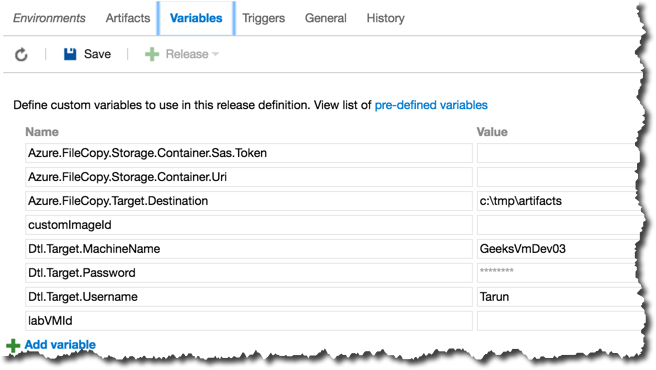 Environments Artifacts Variables Triggers General History
Save Release
Define custom variables to use in this release definition. View list of pre-defined variables
Name Value
Azure.FileCopy.Storage.Container.Sas.Token
Azure.FileCopy.Storage.Container.Uri
Azure.FileCopy.Target.Destination c:\tmp\artifacts
customImageId
Dtl.Target.MachineName GeeksVmDev03
Dtl.Target.Password ********
Dtl.Target.Username Tarun
labVMId
Add variable